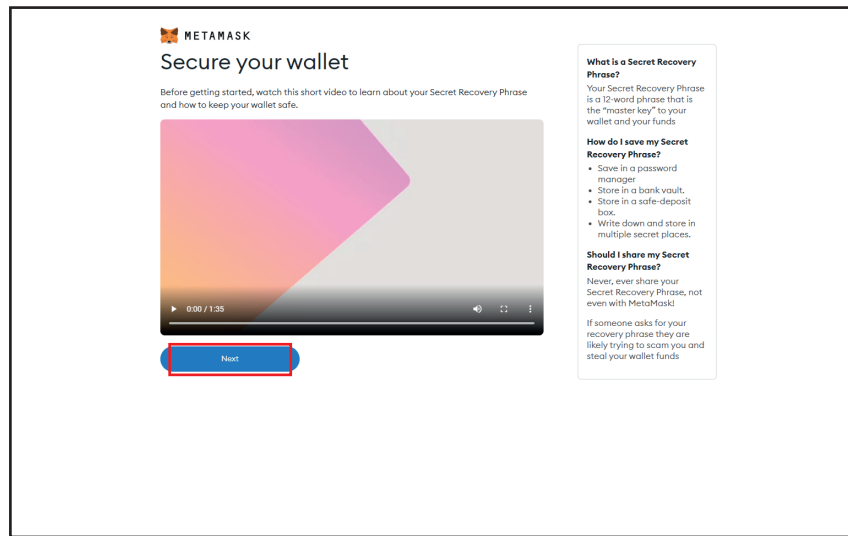 METAMASK
Secure your wallet
Before getting started, watch this short video to learn about your Secret Recovery Phrase
and how to keep your wallet safe.
0:00 / 1:35
Next
What is a Secret Recovery
Phrase?
Your Secret Recovery Phrase
is a 12-word phrase that is
the “master key” to your
wallet and your funds
How do I save my Secret
Recovery Phrase?
• Save in a password
manager
• Store in a bank vault.
• Store in a safe-deposit
box.
• Write down and store in
multiple secret places.
Should I share my Secret
Recovery Phrase?
Never, ever share your
Secret Recovery Phrase, not
even with MetaMask!
If someone asks for your
recovery phrase they are
likely trying to scam you and
steal your wallet funds